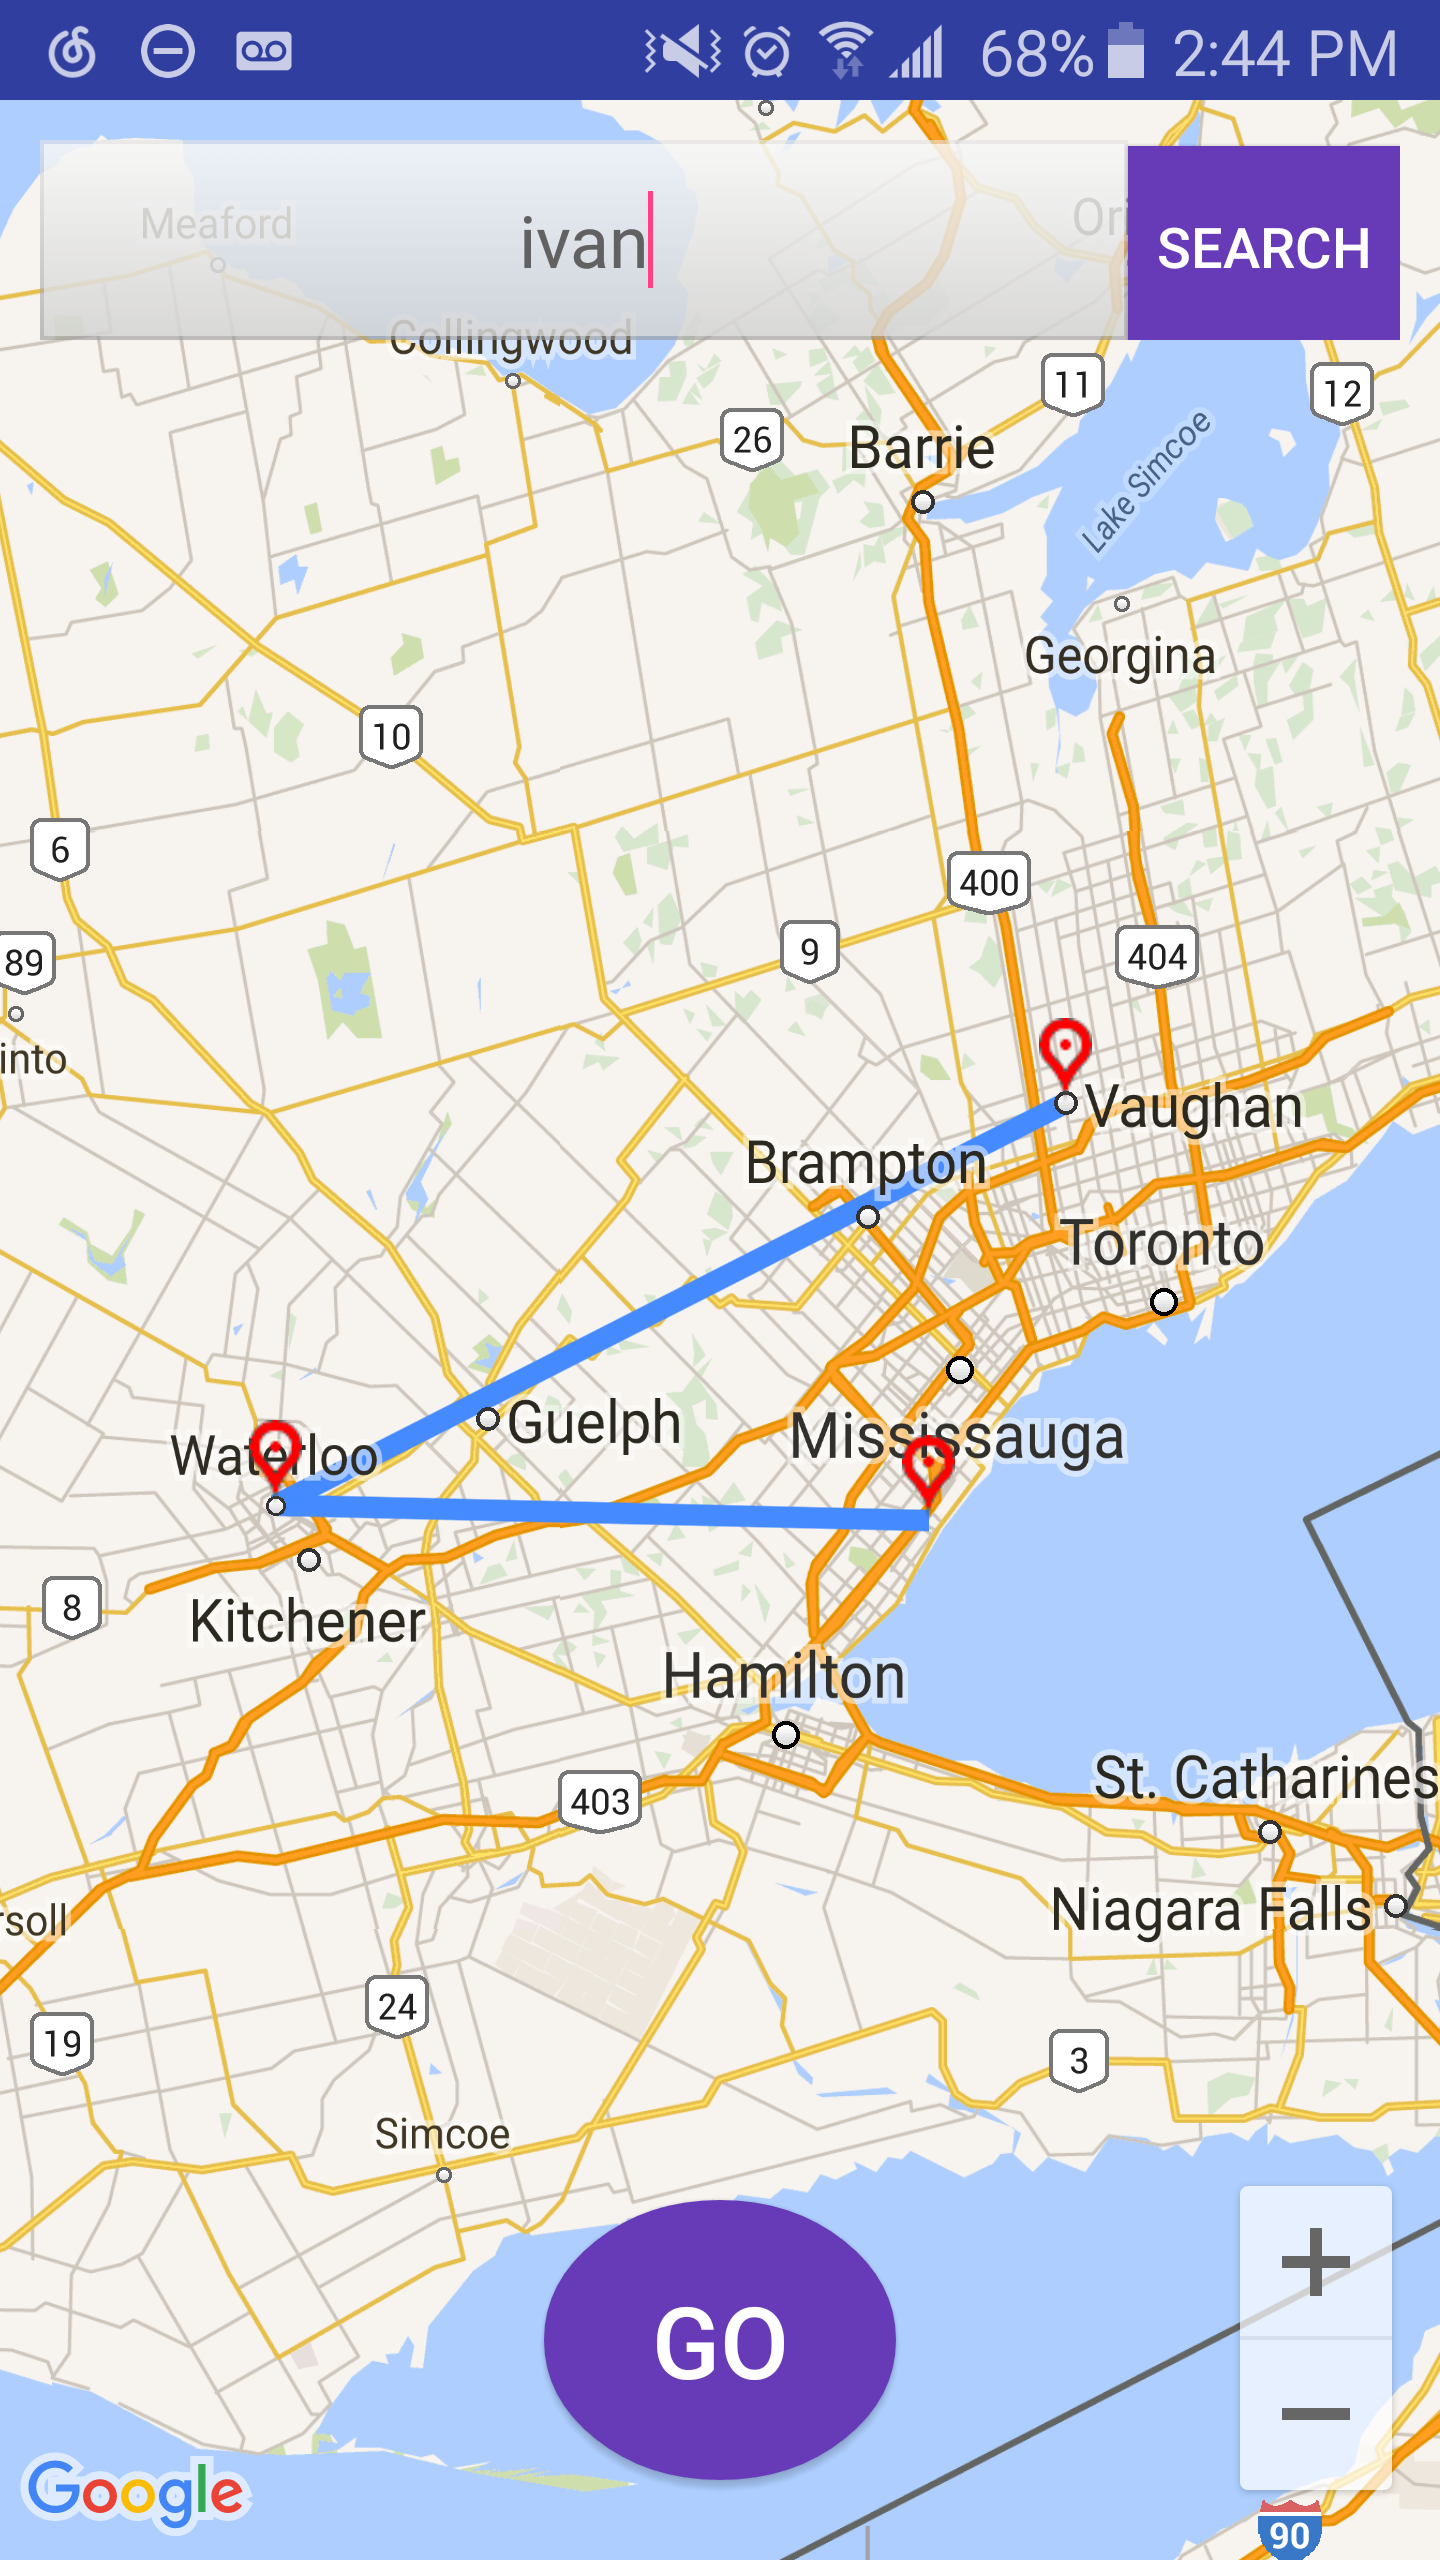 68% 2:44 PM
Meaford
Ori
ivan
SEARCH
Collingwood
11
12
26
Barrie
Lake Simcoe
Georgina
10
6
400
9
404
89
into
Vaughan
Brampton
Toronto
Guelph
Mississauga
Waterloo
8
Kitchener
Hamilton
St. Catharines
403
Niagara Falls
rsoll
24
19
3
Simcoe
GO
+
−
Google
90